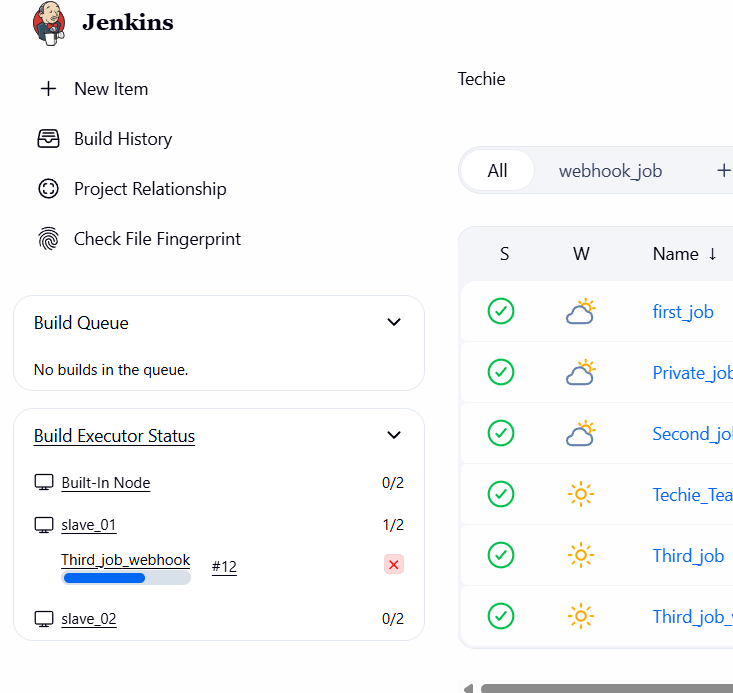 Jenkins
New Item
Build History
Project Relationship
Check File Fingerprint
Build Queue
No builds in the queue.
Build Executor Status
Built-In Node 0/2
slave_01 1/2
Third_job_webhook #12
slave_02 0/2
Techie
All webhook_job +
S W Name ↓
first_job
Private_job
Second_jo
Techie_Tea
Third_job
Third_job_